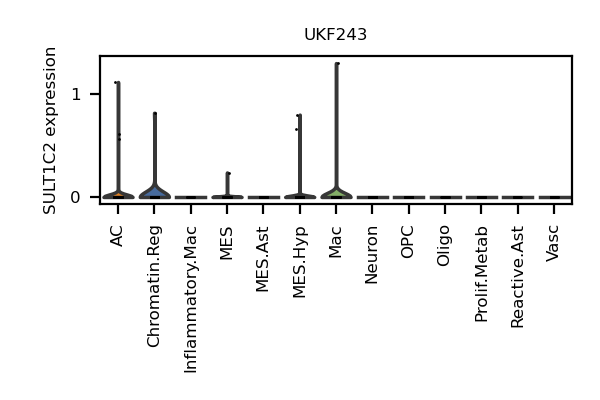 UKF243
SULT1C2 expression
1
0
AC
Chromatin.Reg
Inflammatory.Mac
MES
MES.Ast
MES.Hyp
Mac
Neuron
OPC
Oligo
Prolif.Metab
Reactive.Ast
Vasc